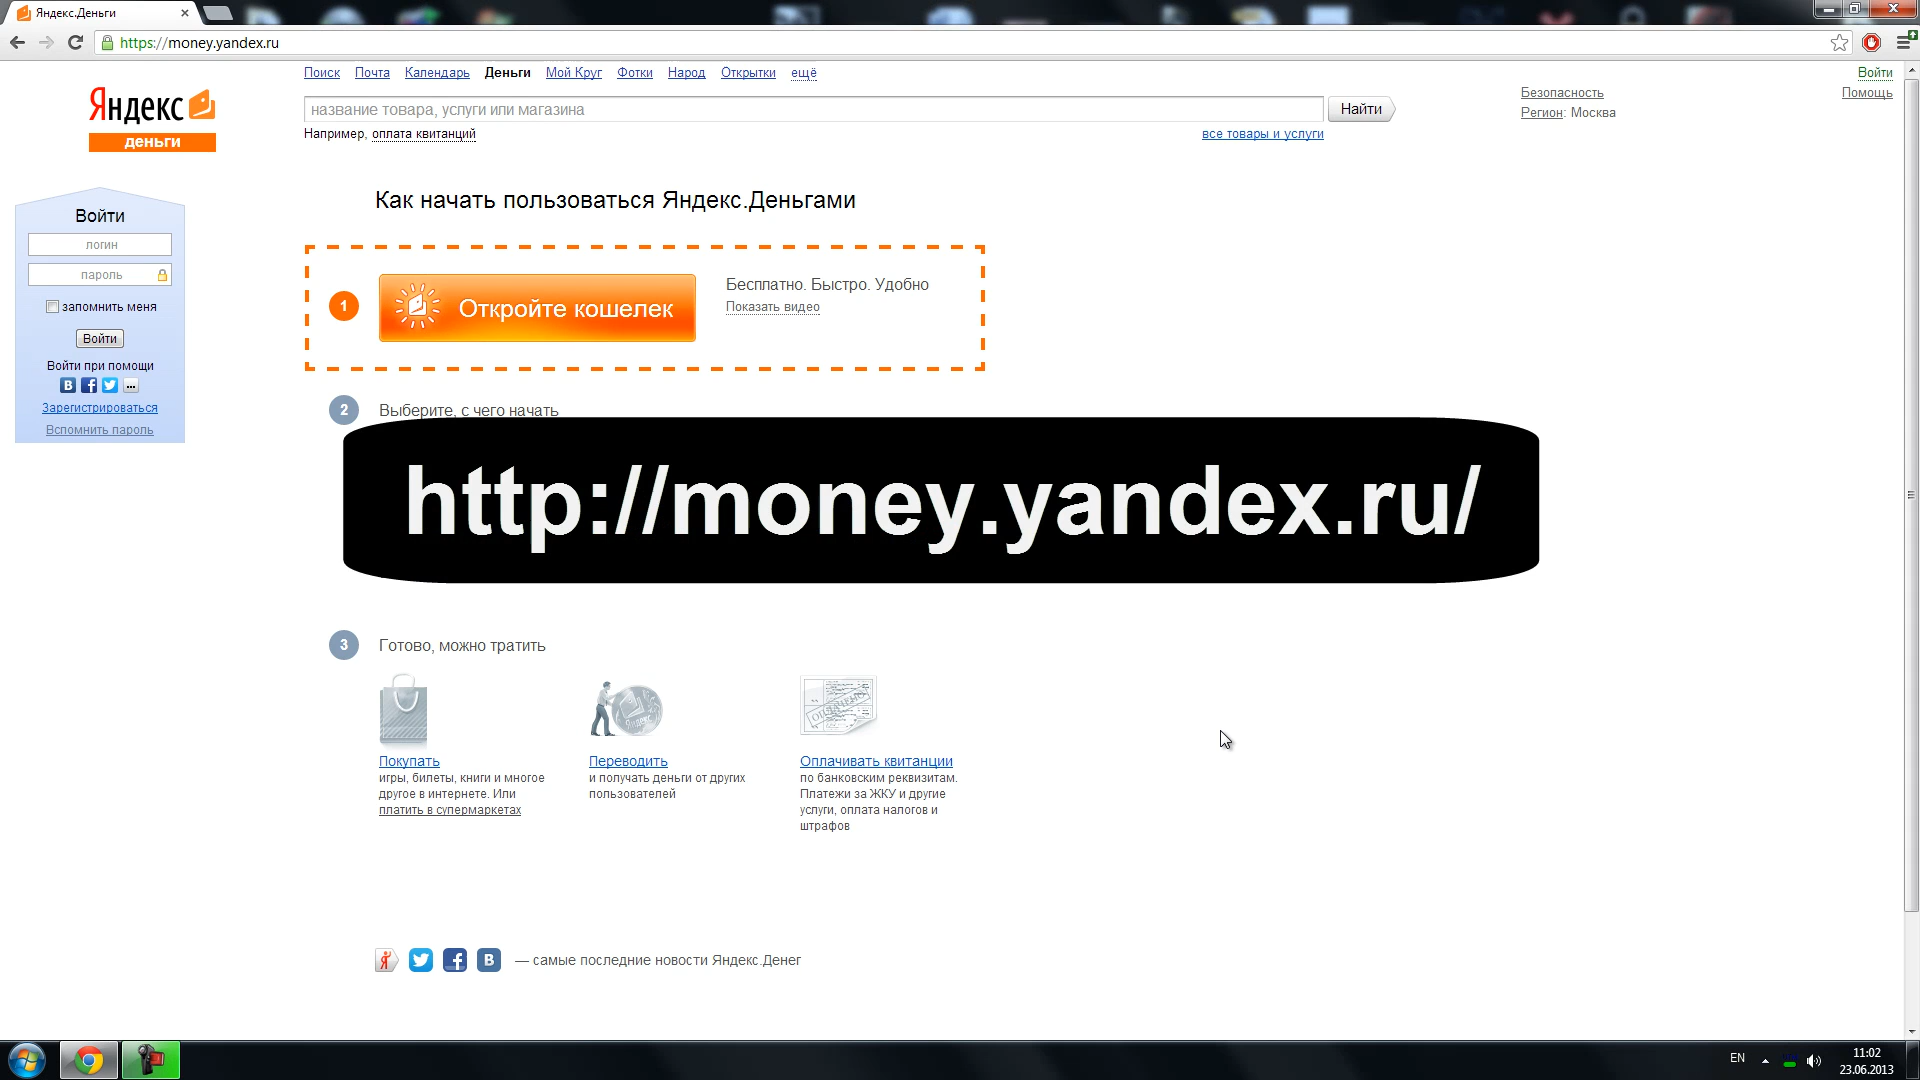 Яндекс.Деньги
https://money.yandex.ru
Поиск Почта Календарь Деньги Мой Круг Фотки Народ Открытки ещё
Войти
Яндекс
деньги
название товара, услуги или магазина
Найти
Например, оплата квитанций
все товары и услуги
Безопасность
Помощь
Регион: Москва
Войти
логин
пароль
запомнить меня
Войти
Войти при помощи
Зарегистрироваться
Вспомнить пароль
Как начать пользоваться Яндекс.Деньгами
1
Откройте кошелек
Бесплатно. Быстро. Удобно
Показать видео
2
Выберите, с чего начать
http://money.yandex.ru/
3
Готово, можно тратить
Покупать
игры, билеты, книги и многое
другое в интернете. Или
платить в супермаркетах
Переводить
и получать деньги от других
пользователей
Оплачивать квитанции
по банковским реквизитам.
Платежи за ЖКУ и другие
услуги, оплата налогов и
штрафов
— самые последние новости Яндекс.Денег
EN
11:02
23.06.2013